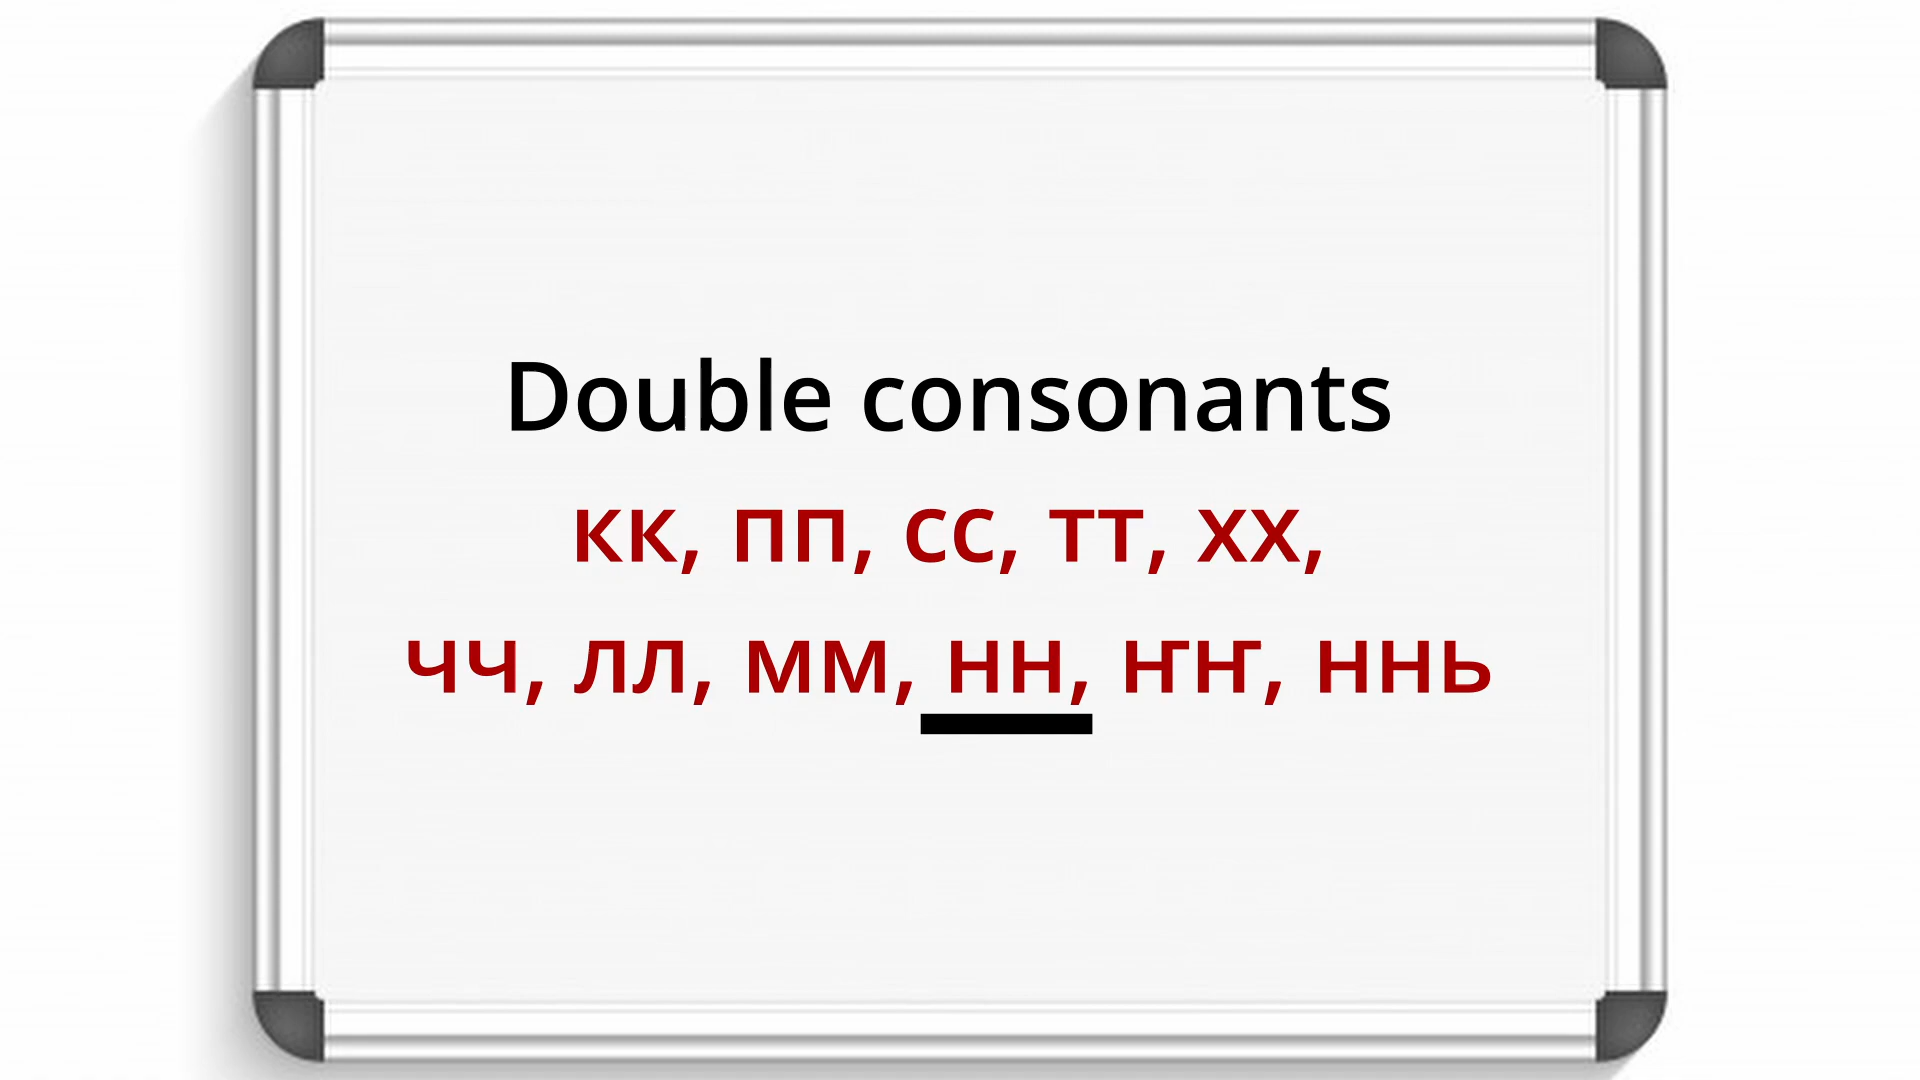 Double consonants
кк, пп, сс, тт, хх,
чч, лл, мм, нн, ҥҥ, ннь